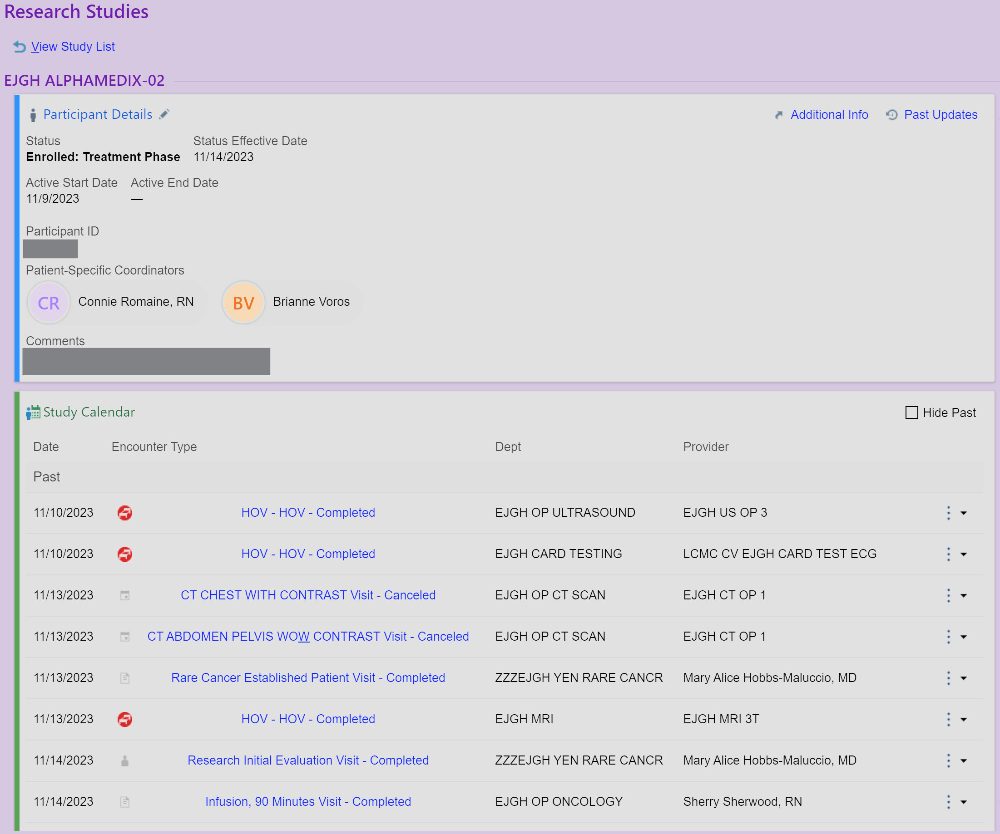 Research Studies
View Study List
EJGH ALPHAMEDIX-02
Participant Details
Additional Info Past Updates
Status Status Effective Date
Enrolled: Treatment Phase 11/14/2023
Active Start Date Active End Date
11/9/2023 —
Participant ID
Patient-Specific Coordinators
CR Connie Romaine, RN BV Brianne Voros
Comments
Study Calendar Hide Past
Date Encounter Type Dept Provider
Past
11/10/2023 HOV - HOV - Completed EJGH OP ULTRASOUND EJGH US OP 3
11/10/2023 HOV - HOV - Completed EJGH CARD TESTING LCMC CV EJGH CARD TEST ECG
11/13/2023 CT CHEST WITH CONTRAST Visit - Canceled EJGH OP CT SCAN EJGH CT OP 1
11/13/2023 CT ABDOMEN PELVIS WOW CONTRAST Visit - Canceled EJGH OP CT SCAN EJGH CT OP 1
11/13/2023 Rare Cancer Established Patient Visit - Completed ZZZEJGH YEN RARE CANCR Mary Alice Hobbs-Maluccio, MD
11/13/2023 HOV - HOV - Completed EJGH MRI EJGH MRI 3T
11/14/2023 Research Initial Evaluation Visit - Completed ZZZEJGH YEN RARE CANCR Mary Alice Hobbs-Maluccio, MD
11/14/2023 Infusion, 90 Minutes Visit - Completed EJGH OP ONCOLOGY Sherry Sherwood, RN